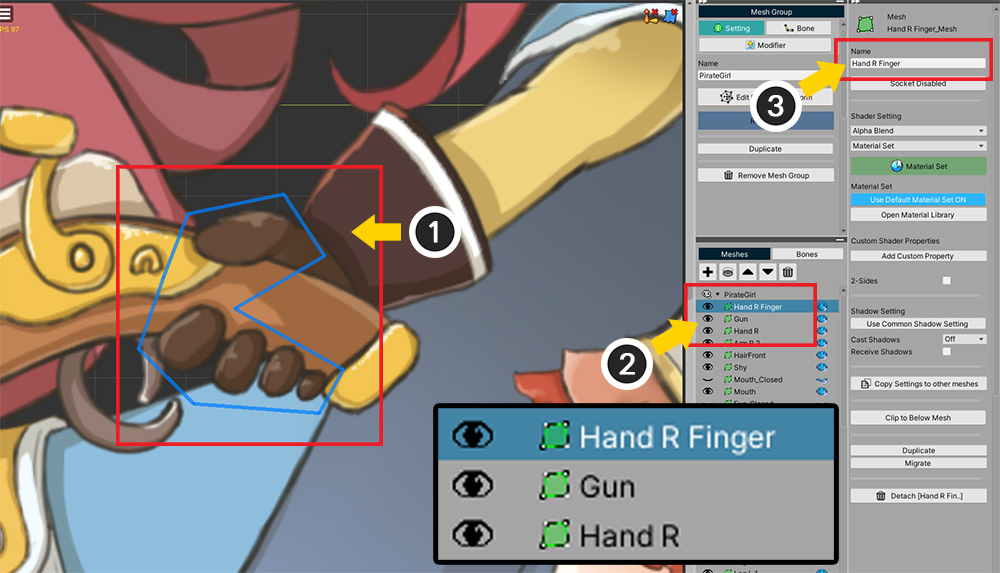 FPS 97
1
2
3
Mesh Group
Setting
Bone
Modifier
Name
PirateGirl
Edit
Duplicate
Remove Mesh Group
Meshes
Bones
PirateGirl
Hand R Finger
Gun
Hand R
HairFront
Shy
Mouth_Closed
Mouth
Hand R Finger
Gun
Hand R
Mesh
Hand R Finger_Mesh
Name
Hand R Finger
Socket Disabled
Shader Setting
Alpha Blend
Material Set
Material Set
Material Set
Use Default Material Set ON
Open Material Library
Custom Shader Properties
Add Custom Property
2-Sides
Shadow Setting
Use Common Shadow Setting
Cast Shadows
Off
Receive Shadows
Copy Settings to other meshes
Clip to Below Mesh
Duplicate
Migrate
Detach [Hand R Fin..]